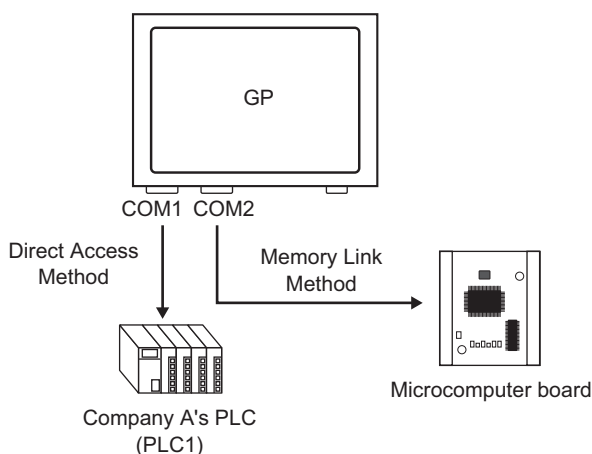 GP
COM1 COM2
Direct Access
Method
Memory Link
Method
Microcomputer board
Company A's PLC
(PLC1)